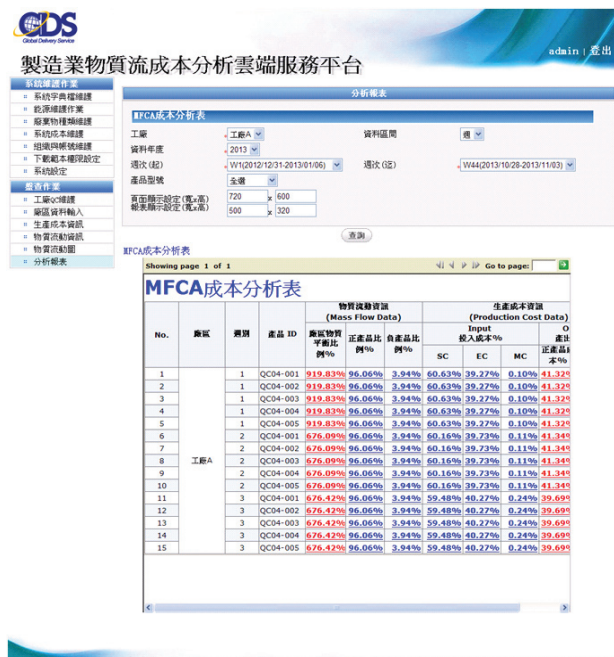 GDS
Global Delivery Service
admin | 登出
製造業物質流成本分析雲端服務平台
系統維護作業
系統字典檔維護
能源維護作業
廢棄物種類維護
系統成本維護
組織與帳號維護
下載範本權限設定
系統設定
盤查作業
工廠QC維護
廠區資料輸入
生產成本資訊
物質流動資訊
物質流動圖
分析報表
分析報表
MFCA成本分析表
工廠 工廠A 資料區間 週
資料年度 2013
週次 (起) W1(2012/12/31-2013/01/06) 週次 (迄) W44(2013/10/28-2013/11/03)
產品型號 全選
頁面顯示設定 (寬x高) 720 x 600
報表顯示設定 (寬x高) 500 x 320
查詢
MFCA成本分析表
Showing page 1 of 1 Go to page:
MFCA成本分析表
物質流動資訊 生產成本資訊
(Mass Flow Data) (Production Cost Data)
No. 廠區 週別 產品 ID 廠區物質平衡比例% 正產品比例% 負產品比例% Input 投入成本% O 產出
SC EC MC 正產品成本%
1 1 QC04-001 919.83% 96.06% 3.94% 60.63% 39.27% 0.10% 41.32%
2 1 QC04-002 919.83% 96.06% 3.94% 60.63% 39.27% 0.10% 41.32%
3 1 QC04-003 919.83% 96.06% 3.94% 60.63% 39.27% 0.10% 41.32%
4 1 QC04-004 919.83% 96.06% 3.94% 60.63% 39.27% 0.10% 41.32%
5 1 QC04-005 919.83% 96.06% 3.94% 60.63% 39.27% 0.10% 41.32%
6 2 QC04-001 676.09% 96.06% 3.94% 60.16% 39.73% 0.11% 41.34%
7 2 QC04-002 676.09% 96.06% 3.94% 60.16% 39.73% 0.11% 41.34%
8 工廠A 2 QC04-003 676.09% 96.06% 3.94% 60.16% 39.73% 0.11% 41.34%
9 2 QC04-004 676.09% 96.06% 3.94% 60.16% 39.73% 0.11% 41.34%
10 2 QC04-005 676.09% 96.06% 3.94% 60.16% 39.73% 0.11% 41.34%
11 3 QC04-001 676.42% 96.06% 3.94% 59.48% 40.27% 0.24% 39.69%
12 3 QC04-002 676.42% 96.06% 3.94% 59.48% 40.27% 0.24% 39.69%
13 3 QC04-003 676.42% 96.06% 3.94% 59.48% 40.27% 0.24% 39.69%
14 3 QC04-004 676.42% 96.06% 3.94% 59.48% 40.27% 0.24% 39.69%
15 3 QC04-005 676.42% 96.06% 3.94% 59.48% 40.27% 0.24% 39.69%